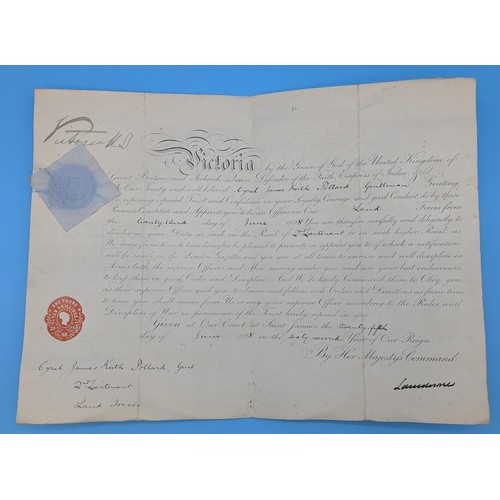 Victoria R I
Victoria by the Grace of God of the United Kingdom of
Great Britain and Ireland Queen, Defender of the Faith, Empress of India, &c
To Our Trusty and well beloved Cyril James Keith Pollard Gentleman Greeting
We reposing especial Trust and Confidence in your Loyalty Courage and good Conduct do by these
Presents Constitute and Appoint you to be an Officer in Our Land Forces from
the twenty third day of June 1898 You are therefore carefully and diligently to
discharge your Duty as such in the Rank of 2nd Lieutenant or in such higher Rank as
We may from time to time hereafter be pleased to promote or appoint you to of which a notification
will be made in the London Gazette and you are at all times to exercise and well discipline in
Arms both the inferior Officers and Men serving under you and use your best endeavours
to keep them in good Order and Discipline. And We do hereby Command them to Obey you
as their superior Officer and you to observe and follow such Orders and Directions as from time
to time you shall receive from Us or any your superior Officer according to the Rules and
Discipline of War in pursuance of the Trust hereby reposed in you
Given at Our Court at Saint James's the twenty fifth
day of June 1898 in the sixty second Year of Our Reign
By Her Majesty's Command
Lansdowne
Cyril James Keith Pollard, Gent
2nd Lieutenant
Land Forces